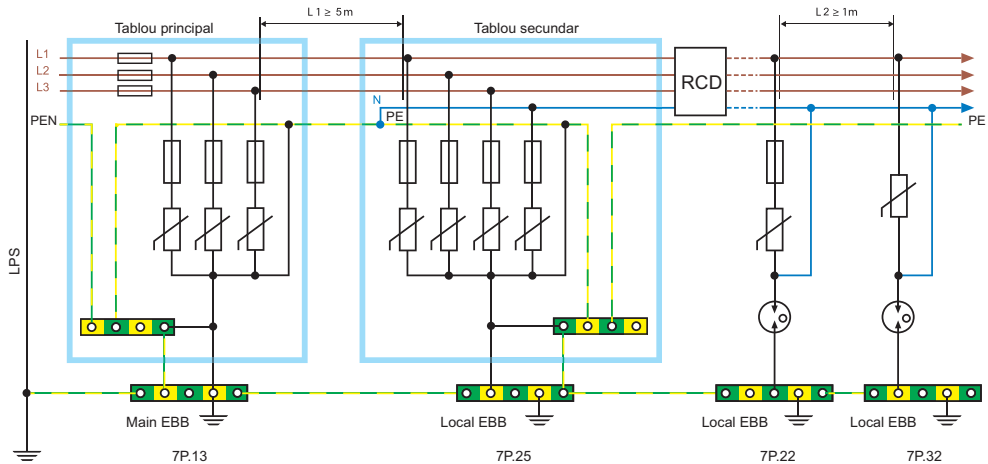 L 1 ≥ 5 m
L 2 ≥ 1m
Tablou principal
Tablou secundar
L1
L2
L3
RCD
N
PEN
PE
PE
LPS
Main EBB
Local EBB
Local EBB
Local EBB
7P.13
7P.25
7P.22
7P.32